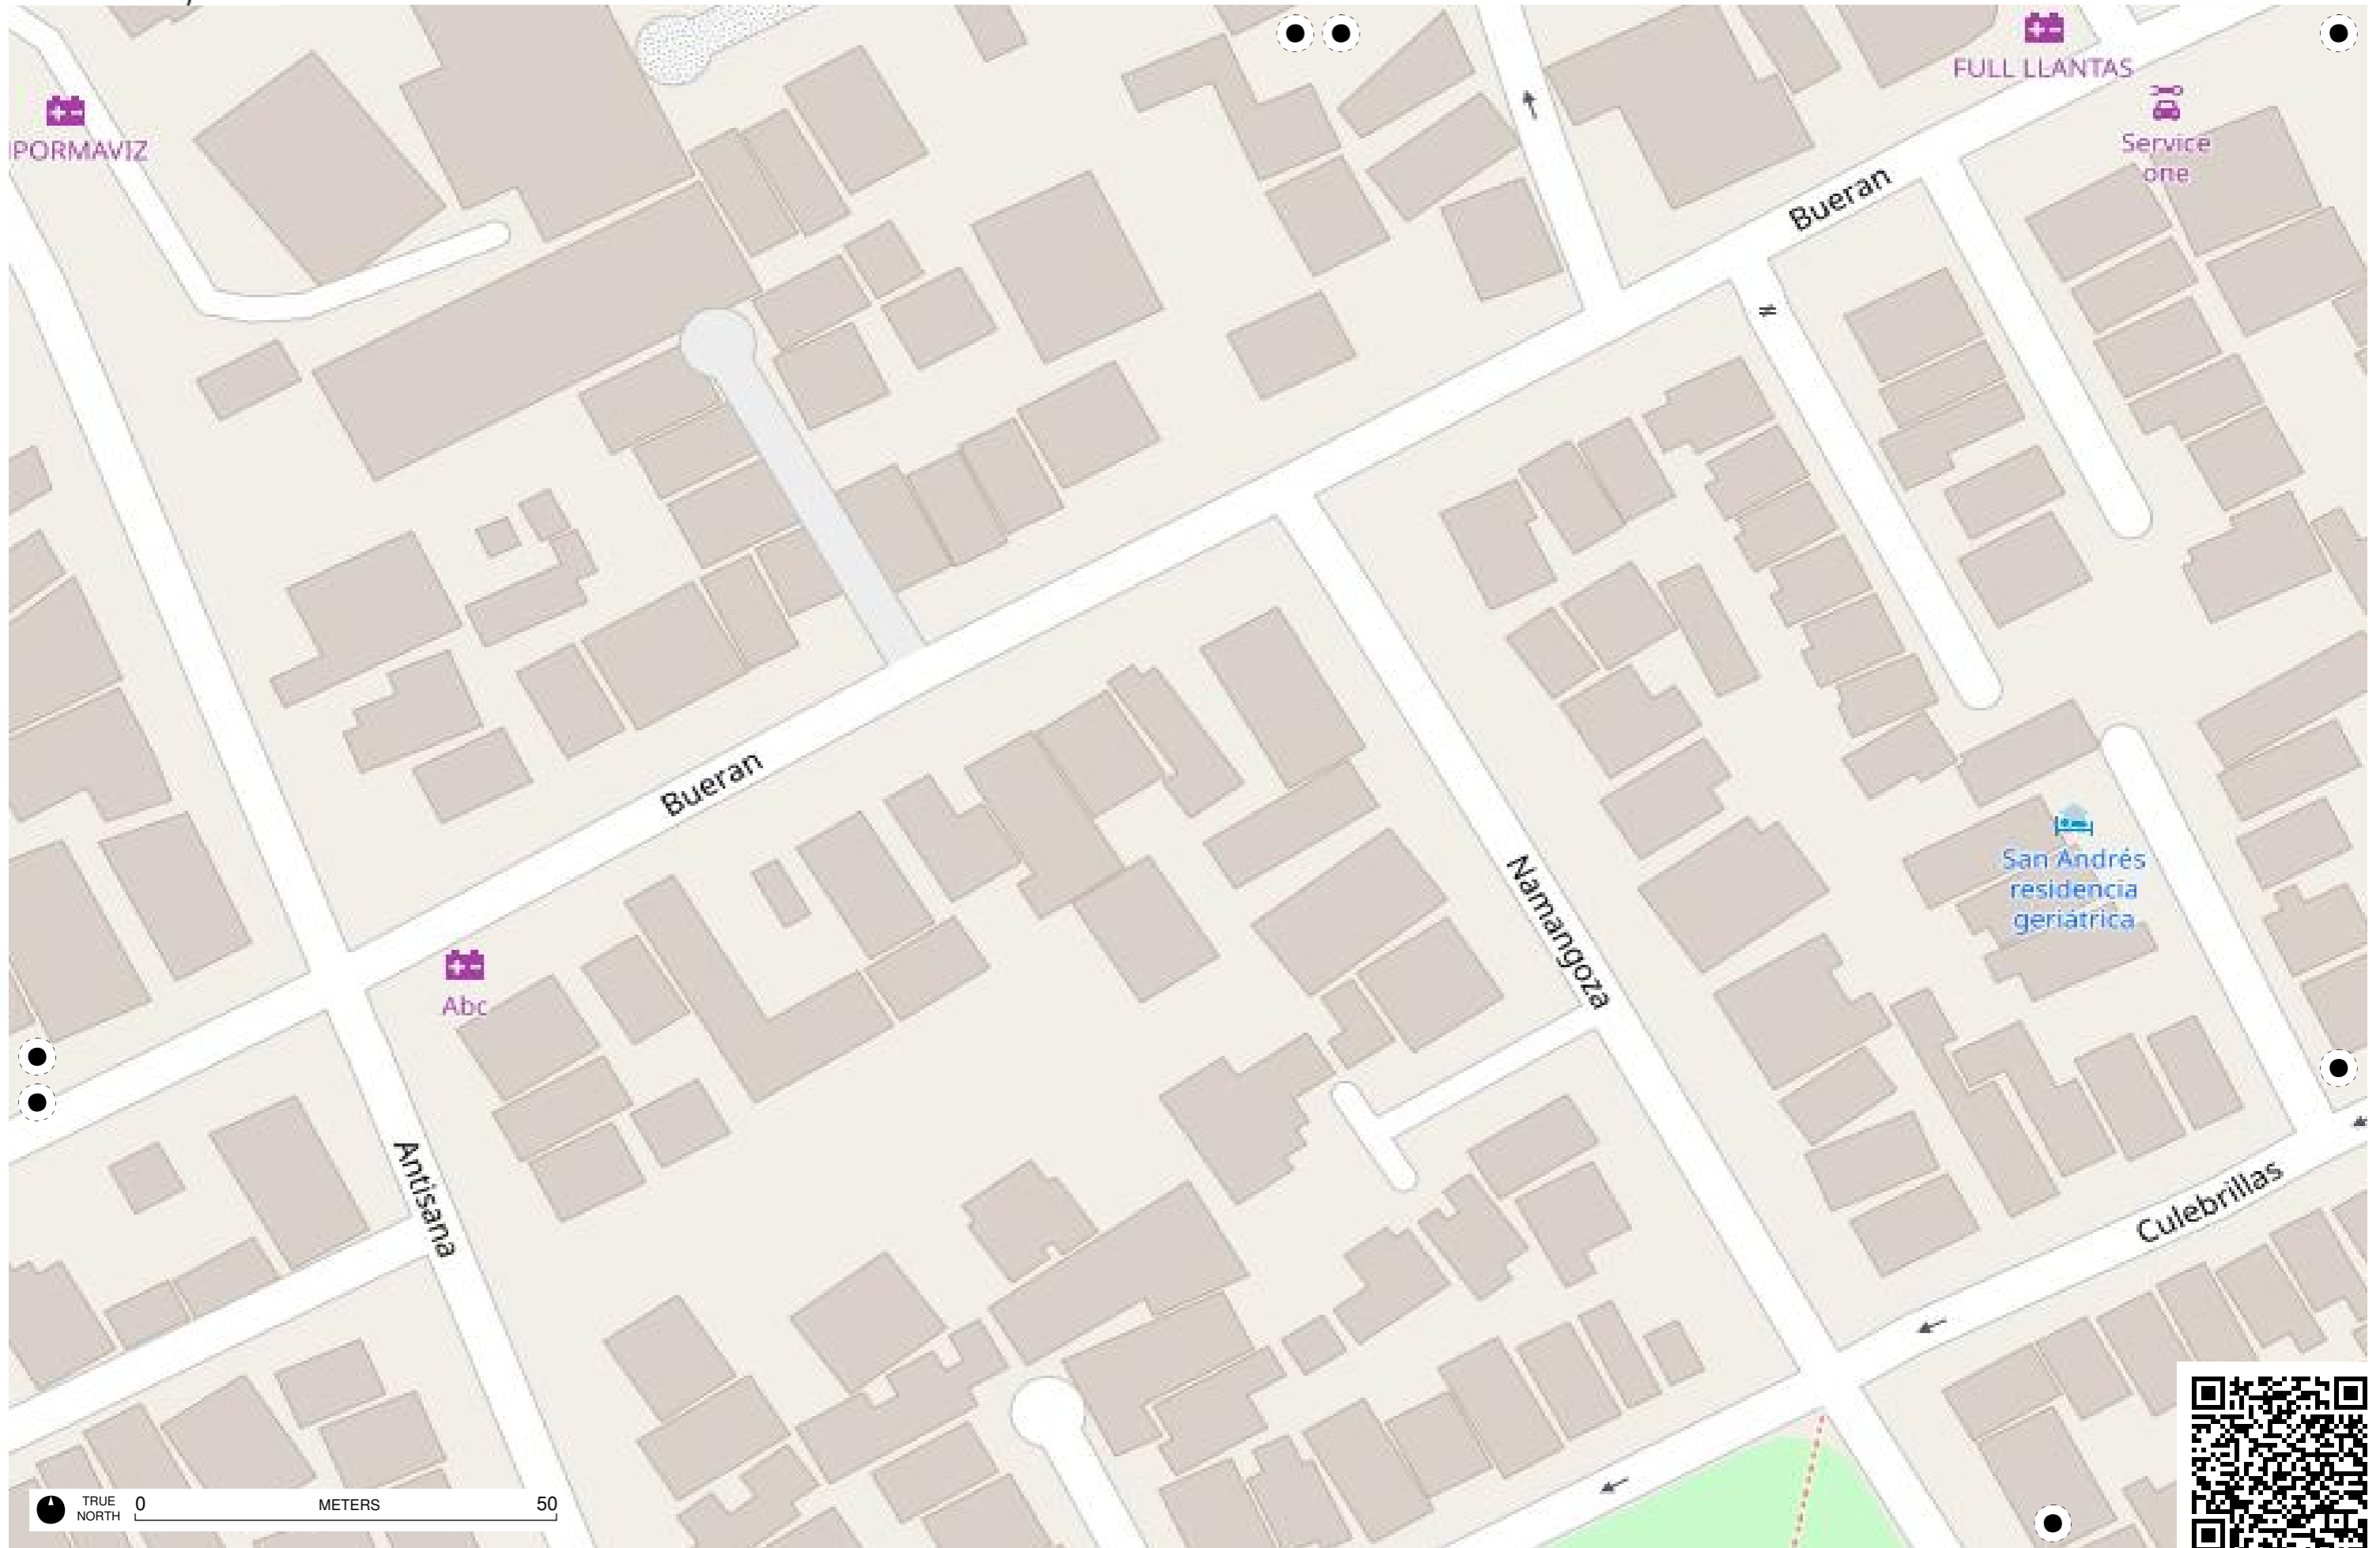 FULL LLANTAS
Service
one
PORMAVIZ
Bueran
Bueran
Namangoza
San Andrés
residencia
geriátrica
Abc
Antisana
Culebrillas
TRUE
NORTH
0 METERS 50